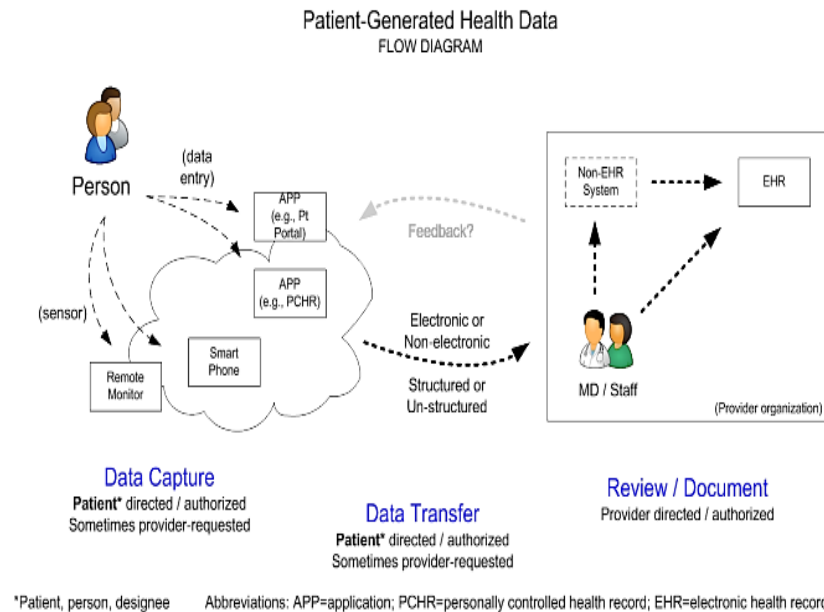 Patient-Generated Health Data
FLOW DIAGRAM
Person
(data
entry)
(sensor)
APP
(e.g., Pt
Portal)
APP
(e.g., PCHR)
Smart
Phone
Remote
Monitor
Feedback?
Electronic or
Non-electronic
Structured or
Un-structured
Non-EHR
System
EHR
MD / Staff
(Provider organization)
Data Capture
Patient* directed / authorized
Sometimes provider-requested
Data Transfer
Patient* directed / authorized
Sometimes provider-requested
Review / Document
Provider directed / authorized
*Patient, person, designee
Abbreviations: APP=application; PCHR=personally controlled health record; EHR=electronic health record